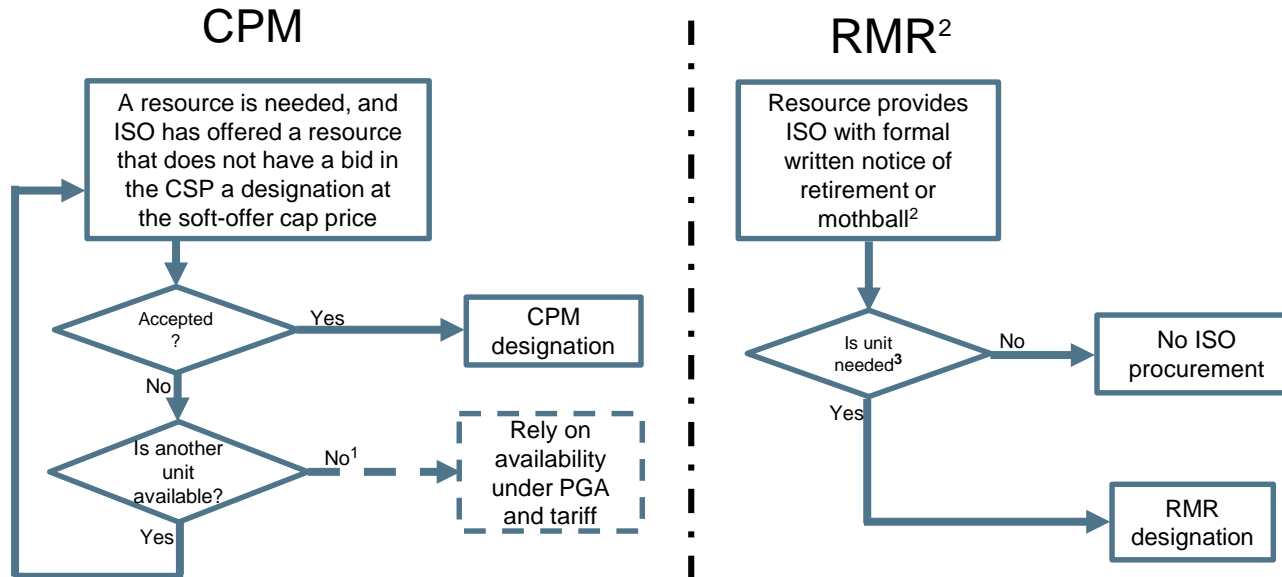 CPM
A resource is needed, and
ISO has offered a resource
that does not have a bid in
the CSP a designation at
the soft-offer cap price
Accepted
?
Yes
CPM
designation
No
Is another
unit
available?
No¹
Rely on
availability
under PGA
and tariff
Yes
RMR²
Resource provides
ISO with formal
written notice of
retirement or
mothball²
Is unit
needed³
No
No ISO
procurement
Yes
RMR
designation